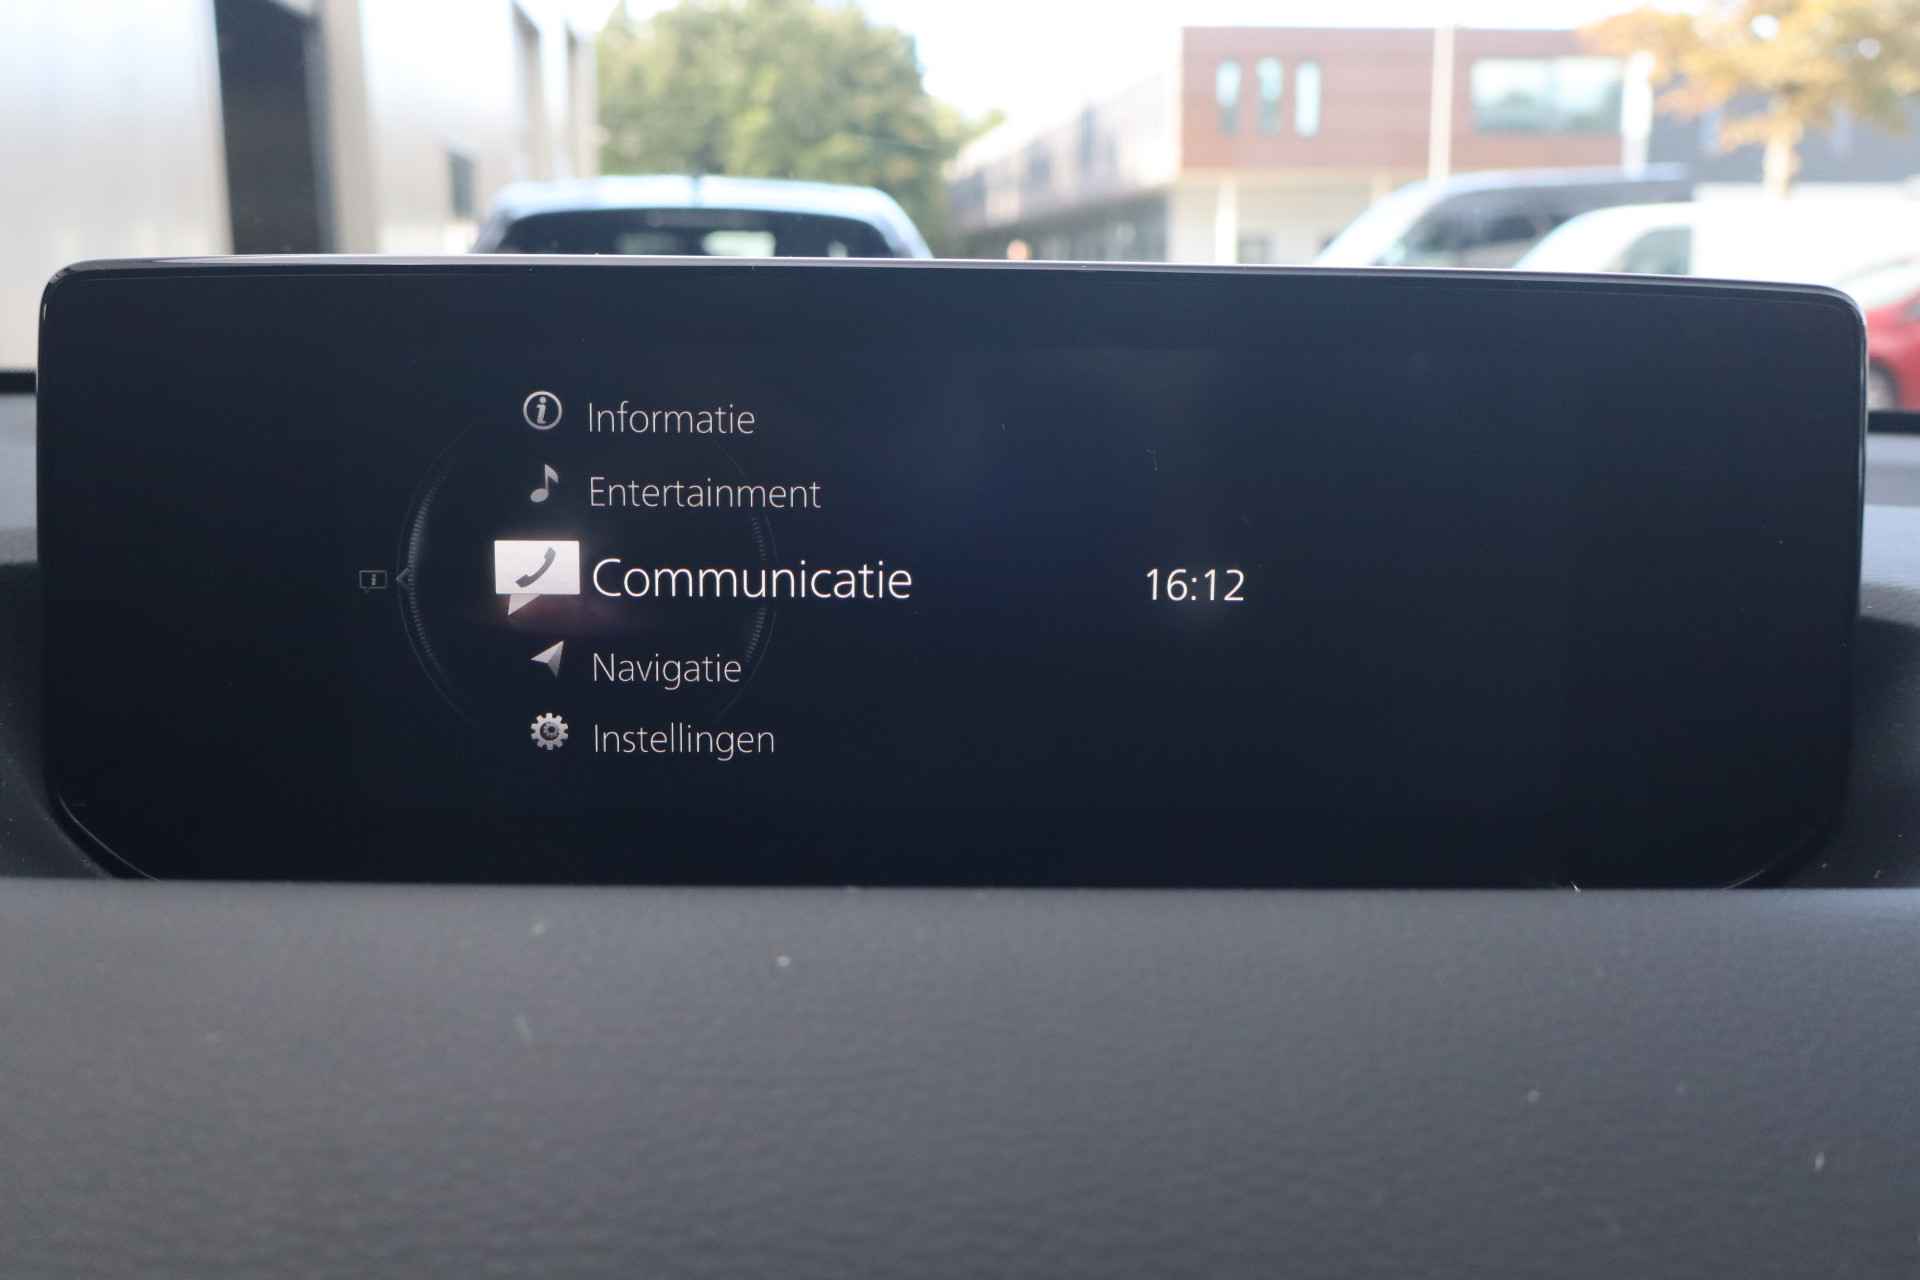 Informatie
Entertainment
Communicatie
16:12
Navigatie
Instellingen